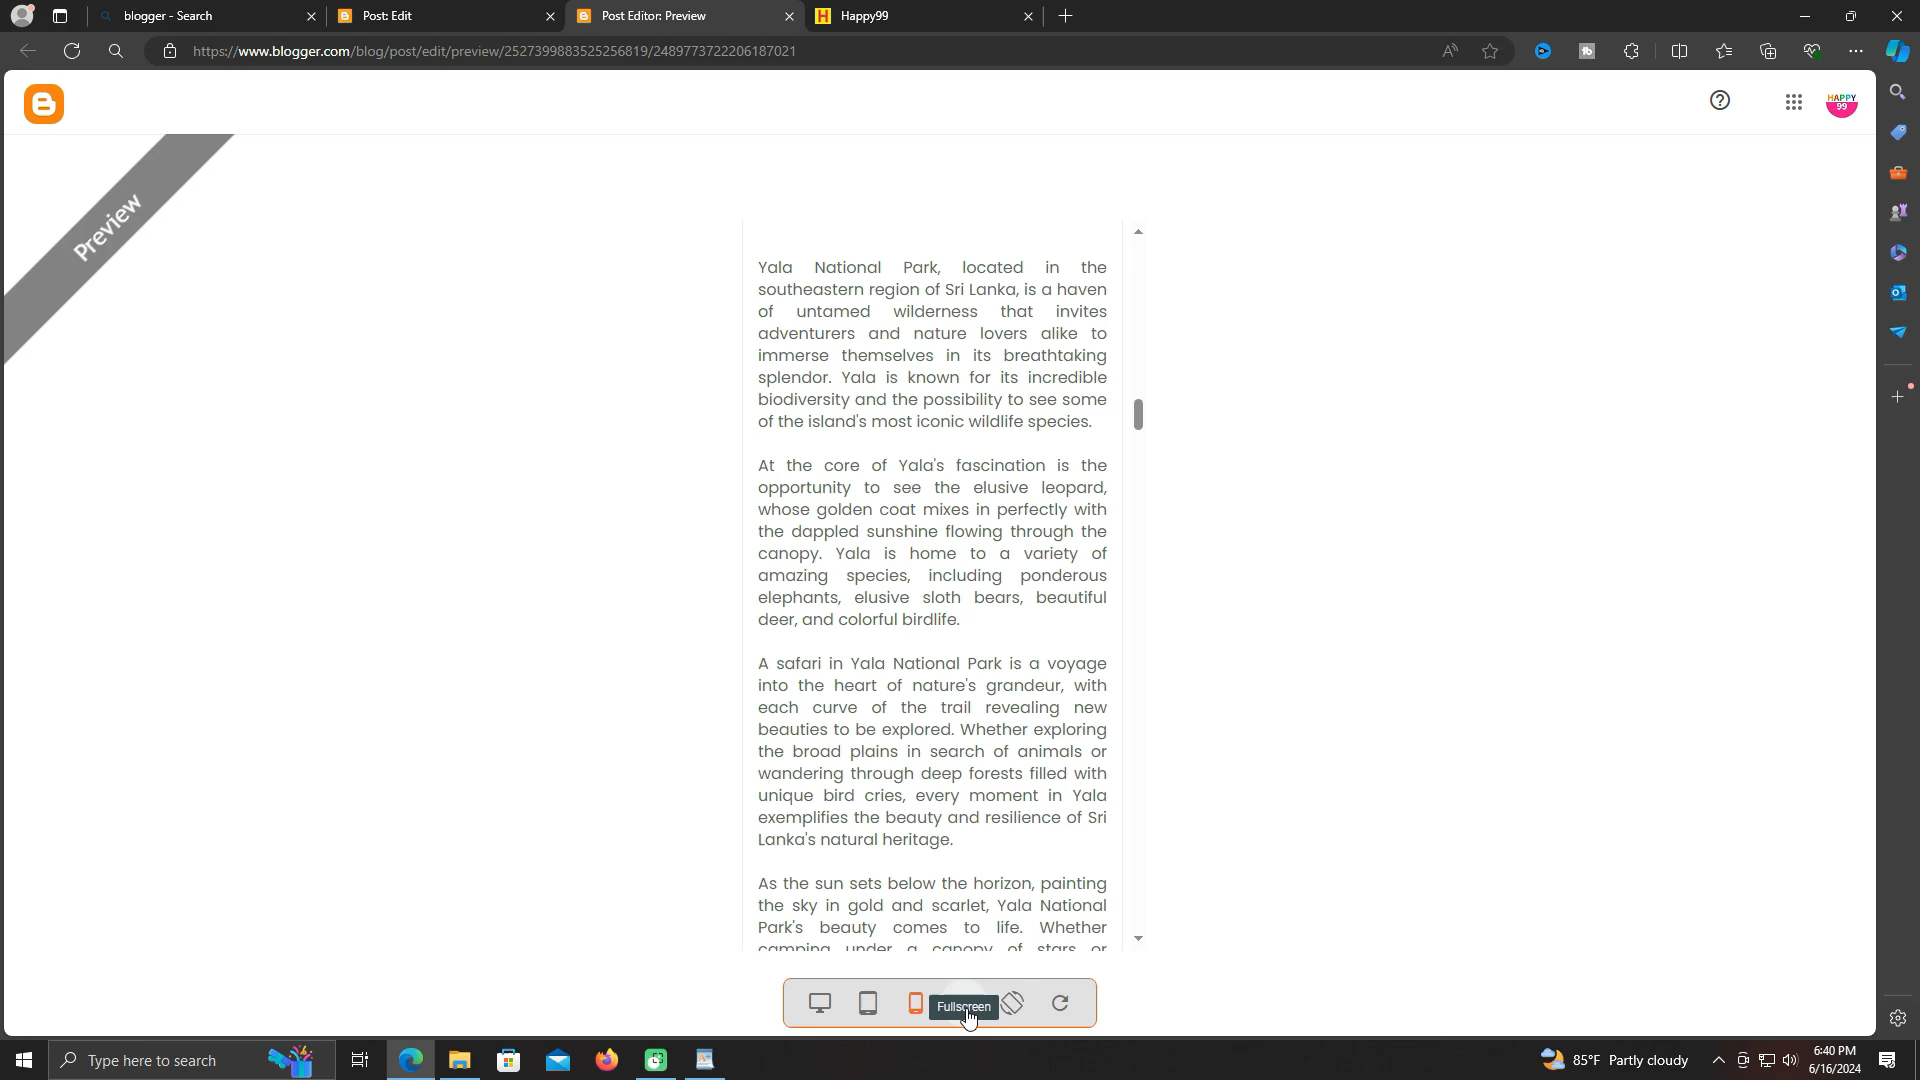 blogger - Search
Post: Edit
Post Editor: Preview
Happy99
https://www.blogger.com/blog/post/edit/preview/2527399883525256819/2489773722206187021
HAPPY
99
Preview
Yala National Park, located in the
southeastern region of Sri Lanka, is a haven
of untamed wilderness that invites
adventurers and nature lovers alike to
immerse themselves in its breathtaking
splendor. Yala is known for its incredible
biodiversity and the possibility to see some
of the island's most iconic wildlife species.
At the core of Yala's fascination is the
opportunity to see the elusive leopard,
whose golden coat mixes in perfectly with
the dappled sunshine flowing through the
canopy. Yala is home to a variety of
amazing species, including ponderous
elephants, elusive sloth bears, beautiful
deer, and colorful birdlife.
A safari in Yala National Park is a voyage
into the heart of nature's grandeur, with
each curve of the trail revealing new
beauties to be explored. Whether exploring
the broad plains in search of animals or
wandering through deep forests filled with
unique bird cries, every moment in Yala
exemplifies the beauty and resilience of Sri
Lanka's natural heritage.
As the sun sets below the horizon, painting
the sky in gold and scarlet, Yala National
Park's beauty comes to life. Whether
camping under a canopy of stars or
Fullscreen
Type here to search
85°F Partly cloudy
6:40 PM
6/16/2024